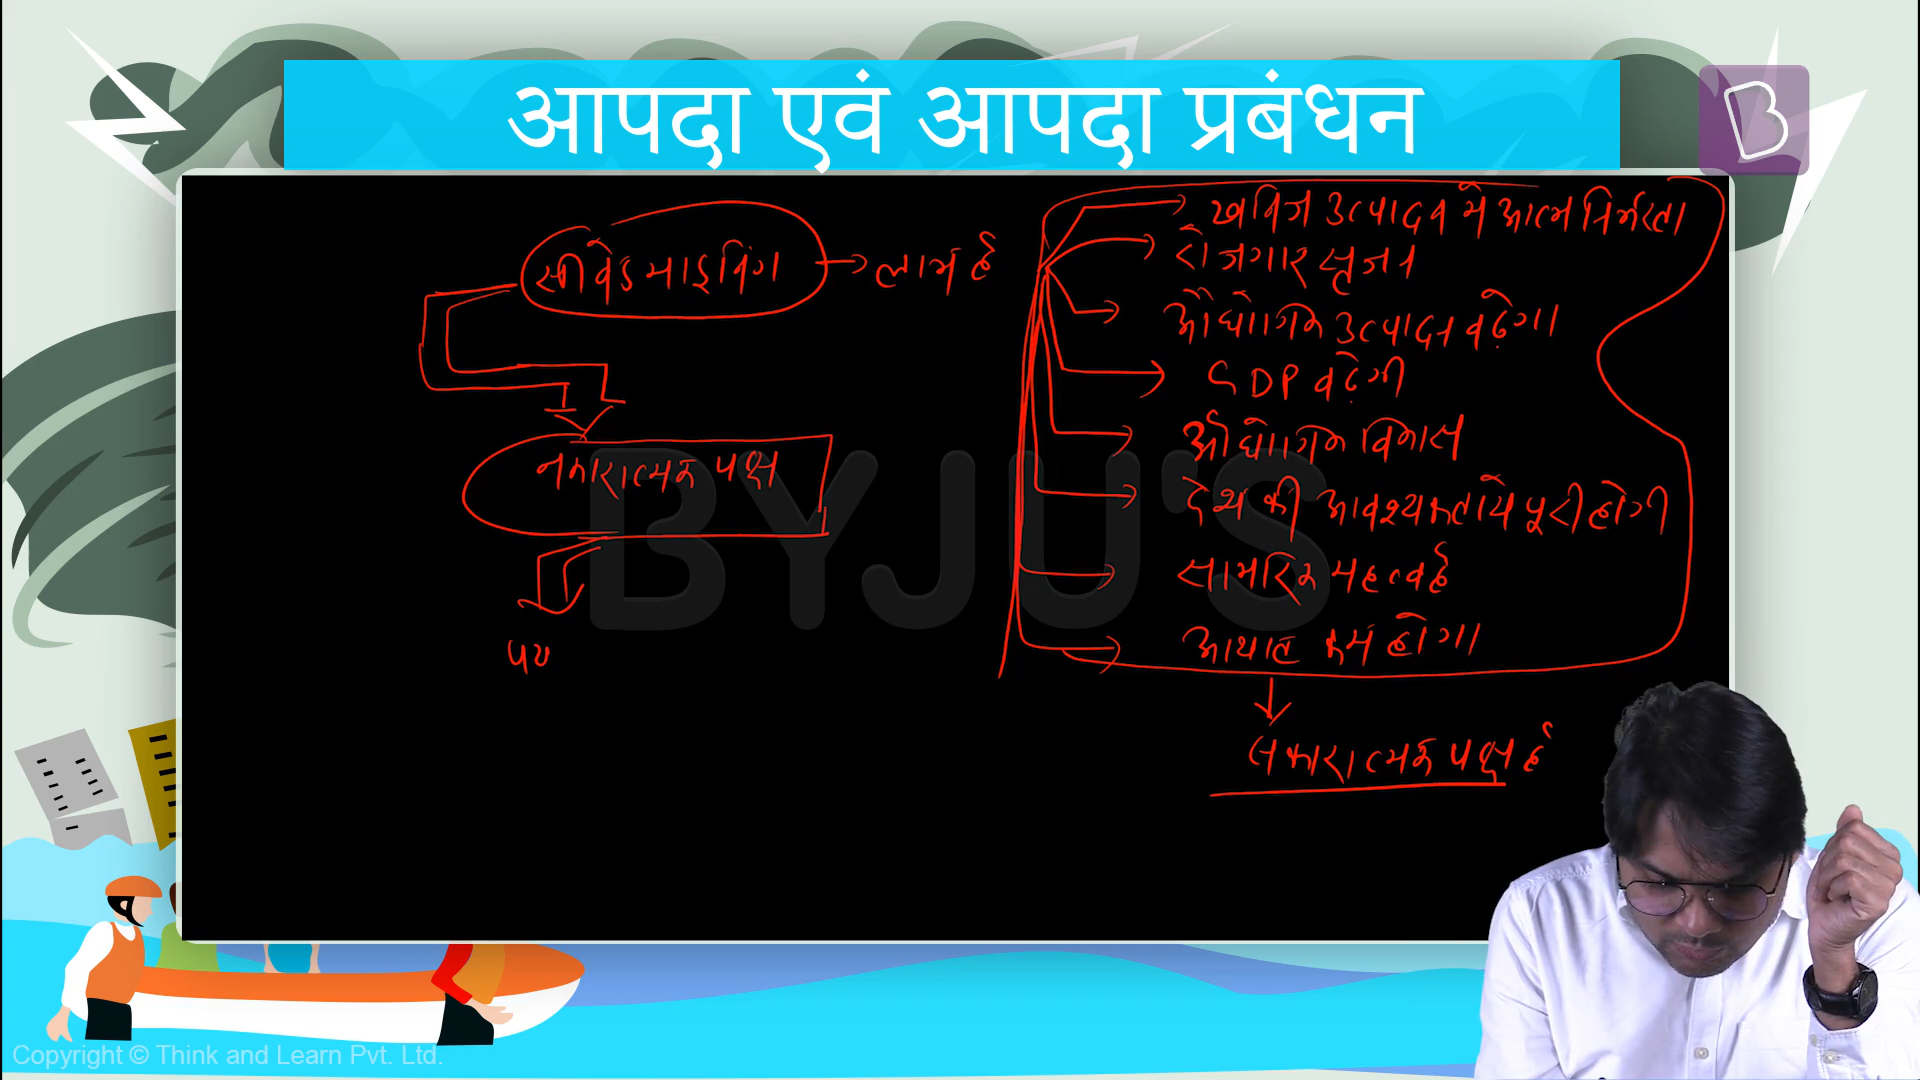 आपदा एवं आपदा प्रबंधन
B
सी बेड माइनिंग → लाभ है
खनिज उत्पादन में आत्म निर्भरता
रोजगार सृजन
औद्योगिक उत्पादन बढ़ेगा
GDP बढ़ेगी
औद्योगिक विकास
देश की आवश्यकतायें पूरी होगी
सामरिक महत्व है
आयात कम होगा
सकारात्मक पक्ष है
नकारात्मक पक्ष
पय
BYJU'S
Copyright © Think and Learn Pvt. Ltd.